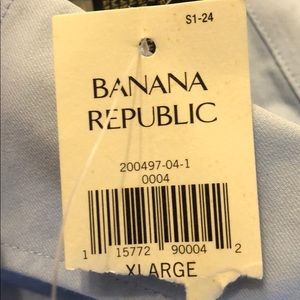 S1-24
BANANA
REPUBLIC
200497-04-1
0004
1 15772 90004 2
XLARGE